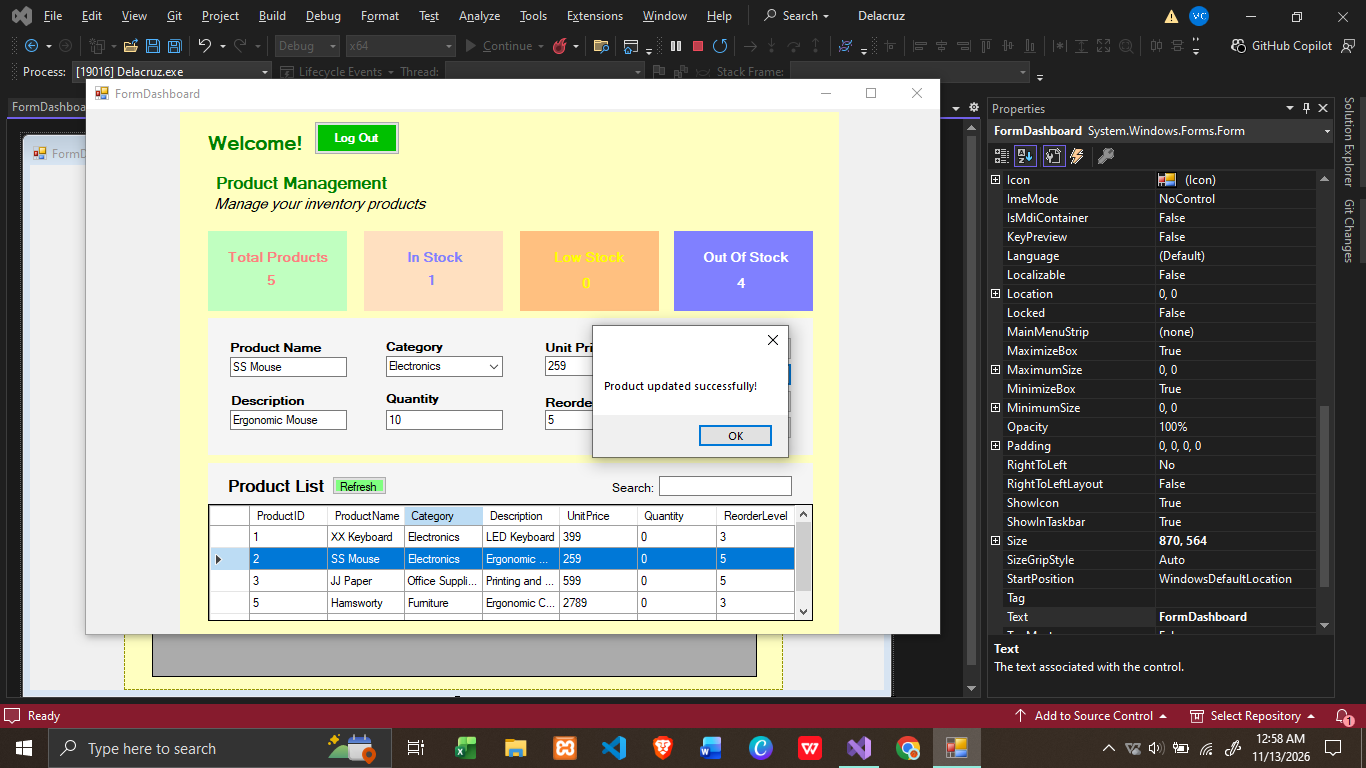 File Edit View Git Project Build Debug Format Test Analyze Tools Extensions Window Help Search Delacruz MC
Debug x64 Continue GitHub Copilot
Process: [19016] Delacruz.exe Lifecycle Events Thread: Stack Frame:
FormDashboa
FormD
FormDashboard
Welcome! Log Out
Product Management
Manage your inventory products
Total Products In Stock Low Stock Out Of Stock
5 1 0 4
Product Name Category Unit Pri
SS Mouse Electronics 259
Description Quantity Reorde
Ergonomic Mouse 10 5
Product updated successfully!
OK
Product List Refresh Search:
ProductID ProductName Category Description UnitPrice Quantity ReorderLevel
1 XX Keyboard Electronics LED Keyboard 399 0 3
2 SS Mouse Electronics Ergonomic ... 259 0 5
3 JJ Paper Office Suppli... Printing and ... 599 0 5
5 Hamsworty Furniture Ergonomic C... 2789 0 3
Properties
FormDashboard System.Windows.Forms.Form
Icon (Icon)
ImeMode NoControl
IsMdiContainer False
KeyPreview False
Language (Default)
Localizable False
Location 0, 0
Locked False
MainMenuStrip (none)
MaximizeBox True
MaximumSize 0, 0
MinimizeBox True
MinimumSize 0, 0
Opacity 100%
Padding 0, 0, 0, 0
RightToLeft No
RightToLeftLayout False
ShowIcon True
ShowInTaskbar True
Size 870, 564
SizeGripStyle Auto
StartPosition WindowsDefaultLocation
Tag
Text FormDashboard
Text
The text associated with the control.
Solution Explorer
Git Changes
Ready Add to Source Control Select Repository 1
Type here to search
12:58 AM
11/13/2026